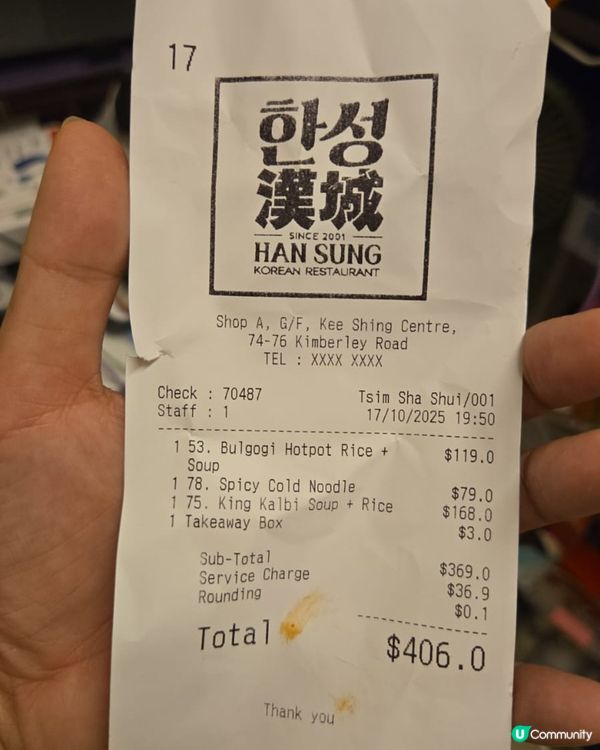 17
한성
漢城
SINCE 2001
HAN SUNG
KOREAN RESTAURANT
Shop A, G/F, Kee Shing Centre,
74-76 Kimberley Road
TEL : XXXX XXXX
Check : 70487 Tsim Sha Shui/001
Staff : 1 17/10/2025 19:50
1 53. Bulgogi Hotpot Rice + $119.0
Soup
1 78. Spicy Cold Noodle $79.0
1 75. King Kalbi Soup + Rice $168.0
1 Takeaway Box $3.0
Sub-Total $369.0
Service Charge $36.9
Rounding $0.1
Total $406.0
Thank you
U Community